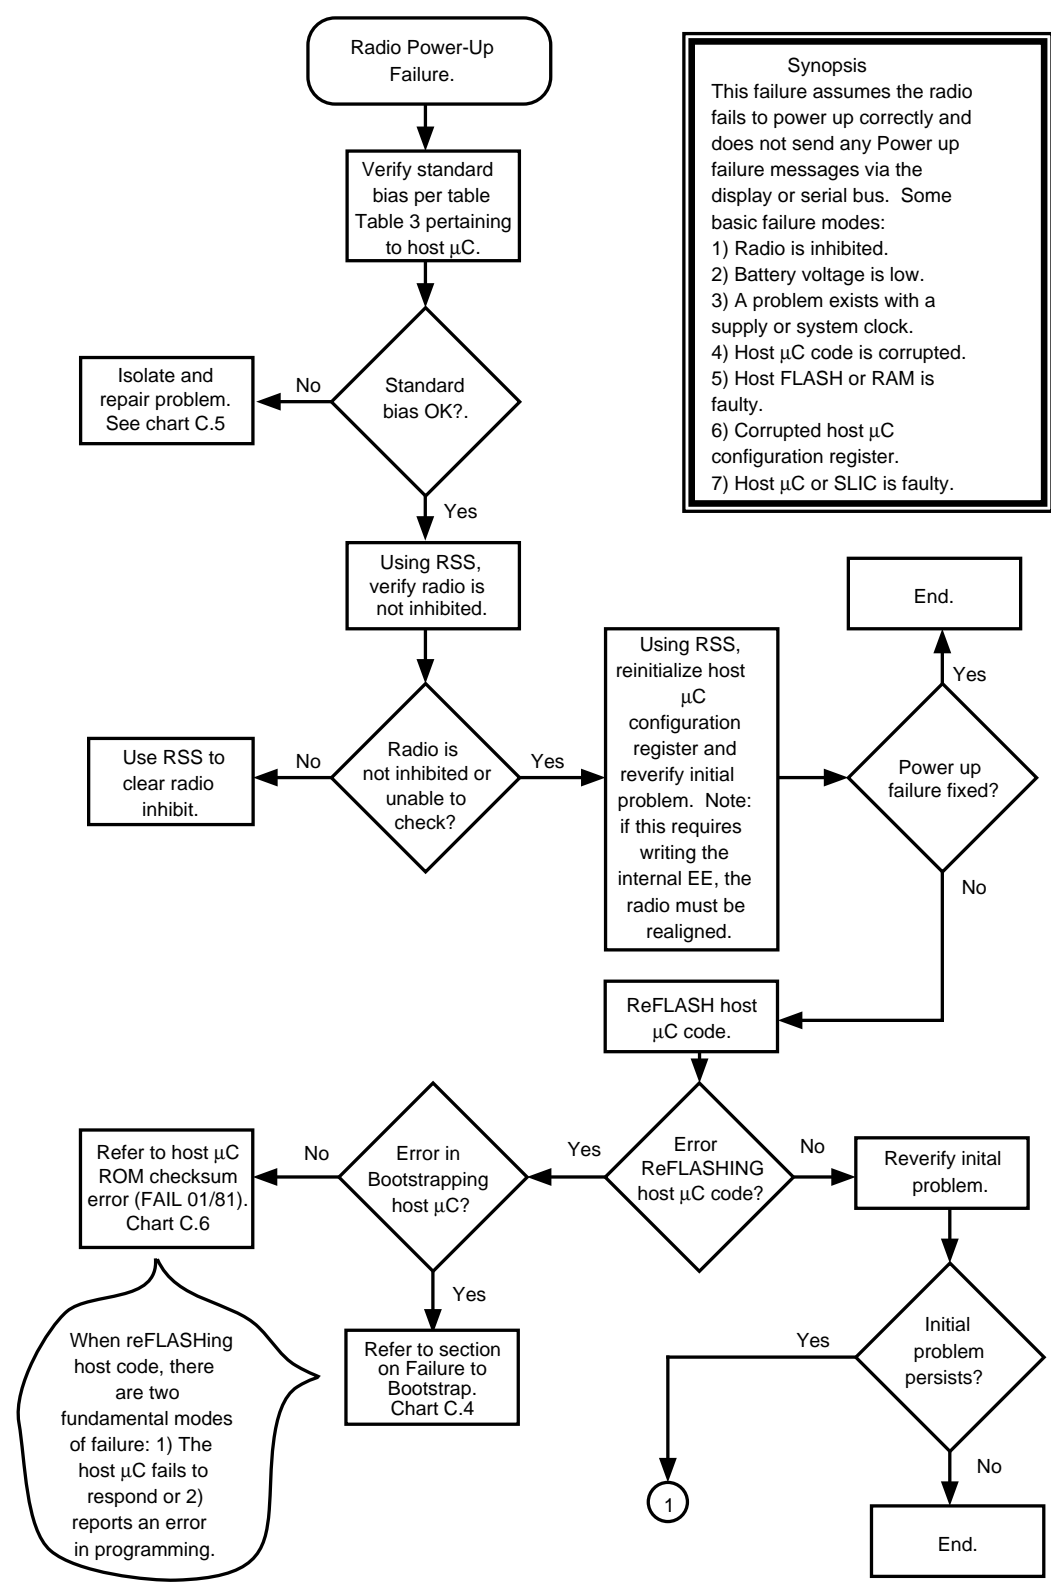 Radio Power-Up
Failure.
Synopsis
This failure assumes the radio
fails to power up correctly and
does not send any Power up
failure messages via the
display or serial bus. Some
basic failure modes:
1) Radio is inhibited.
2) Battery voltage is low.
3) A problem exists with a
supply or system clock.
4) Host µC code is corrupted.
5) Host FLASH or RAM is
faulty.
6) Corrupted host µC
configuration register.
7) Host µC or SLIC is faulty.
Verify standard
bias per table
Table 3 pertaining
to host µC.
Standard
bias OK?.
No
Isolate and
repair problem.
See chart C.5
Yes
Using RSS,
verify radio is
not inhibited.
Radio is
not inhibited or
unable to
check?
No
Use RSS to
clear radio
inhibit.
Yes
Using RSS,
reinitialize host
µC
configuration
register and
reverify initial
problem. Note:
if this requires
writing the
internal EE, the
radio must be
realigned.
Power up
failure fixed?
Yes
End.
No
ReFLASH host
µC code.
Error
ReFLASHING
host µC code?
Yes
Error in
Bootstrapping
host µC?
No
Refer to host µC
ROM checksum
error (FAIL 01/81).
Chart C.6
When reFLASHing
host code, there
are two
fundamental modes
of failure: 1) The
host µC fails to
respond or 2)
reports an error
in programming.
Yes
Refer to section
on Failure to
Bootstrap.
Chart C.4
No
Reverify inital
problem.
Initial
problem
persists?
Yes
1
No
End.